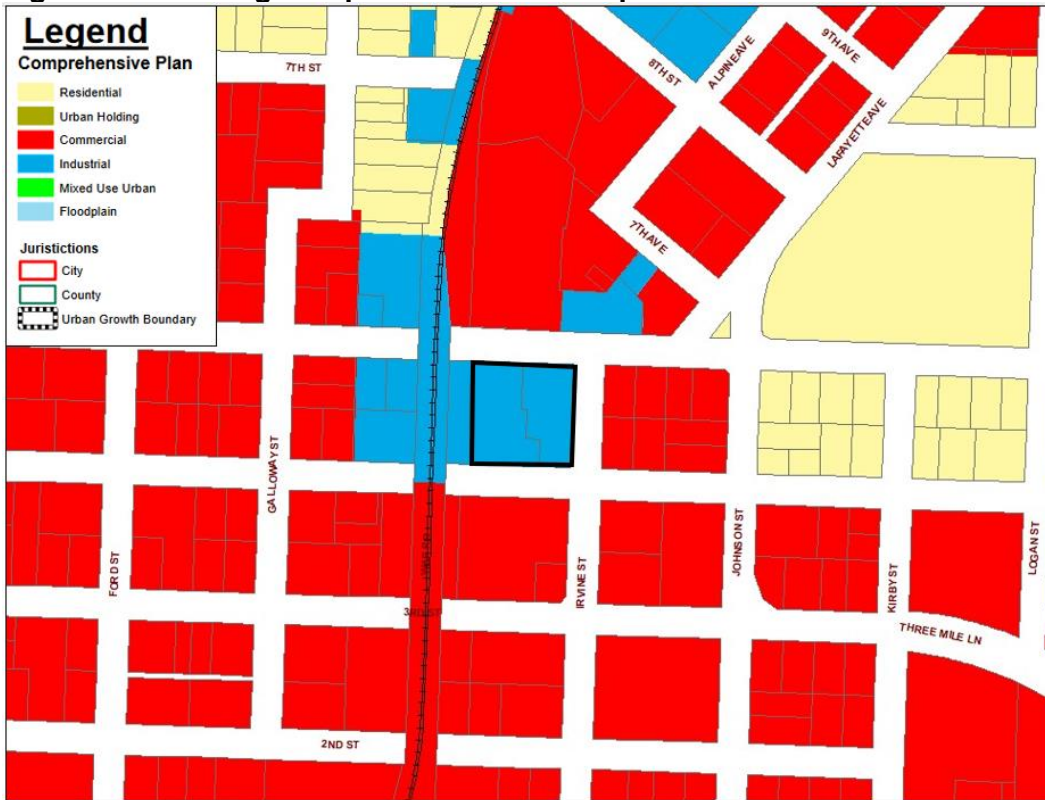 Legend
Comprehensive Plan
Residential
Urban Holding
Commercial
Industrial
Mixed Use Urban
Floodplain
Juristictions
City
County
Urban Growth Boundary
7TH ST
8TH ST
ALPINE AVE
9TH AVE
LAFAYETTE AVE
7TH AVE
GALLOWAY ST
FORD ST
IRVINE ST
JOHNSON ST
KIRBY ST
LOGAN ST
THREE MILE LN
2ND ST